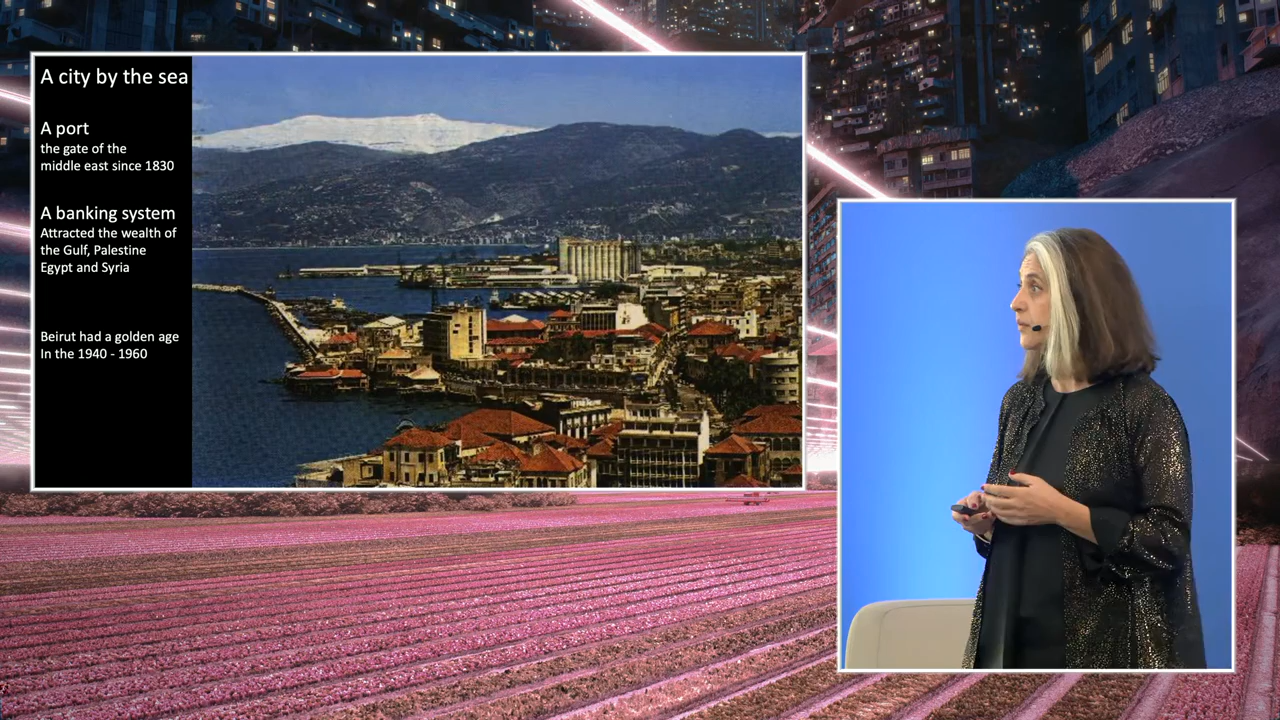 A city by the sea
A port
the gate of the
middle east since 1830
A banking system
Attracted the wealth of
the Gulf, Palestine
Egypt and Syria
Beirut had a golden age
In the 1940 - 1960